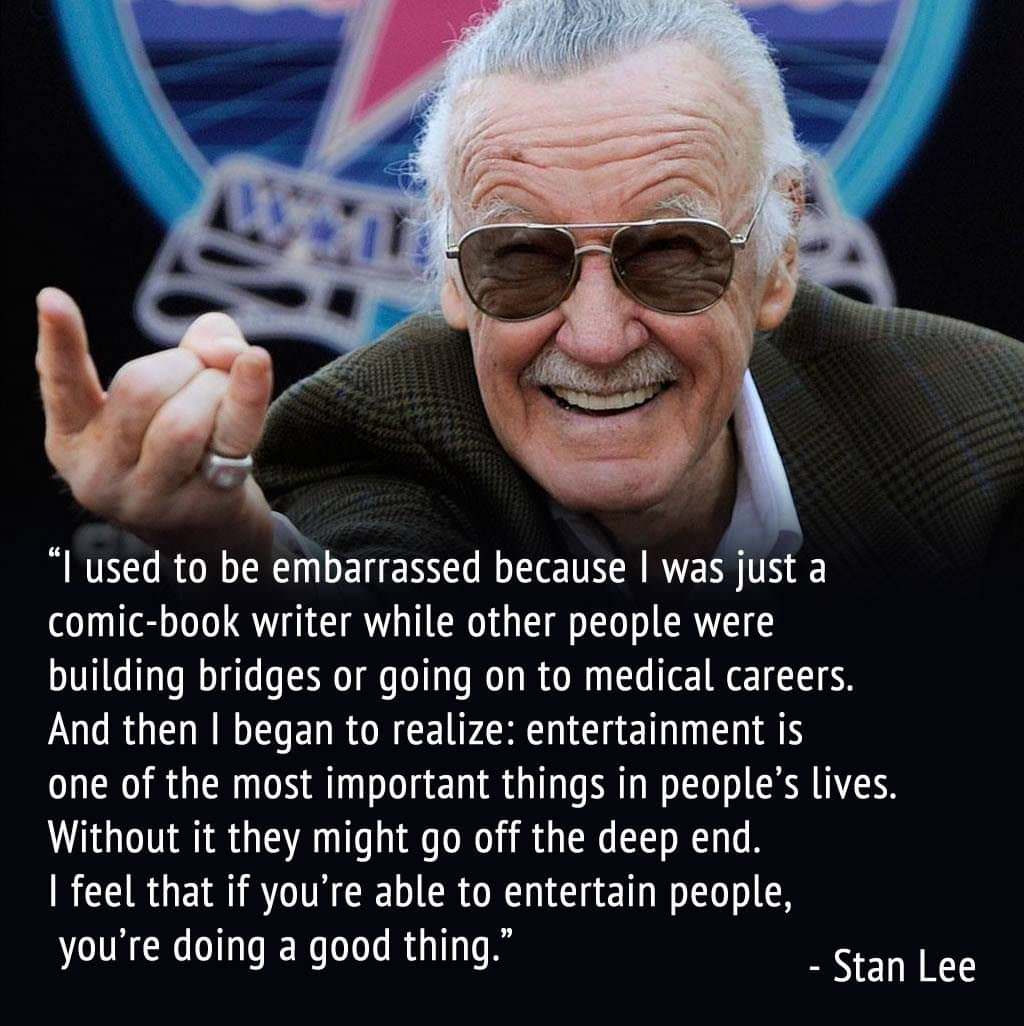 “I used to be embarrassed because I was just a
comic-book writer while other people were
building bridges or going on to medical careers.
And then I began to realize: entertainment is
one of the most important things in people’s lives.
Without it they might go off the deep end.
I feel that if you’re able to entertain people,
you’re doing a good thing.”
- Stan Lee